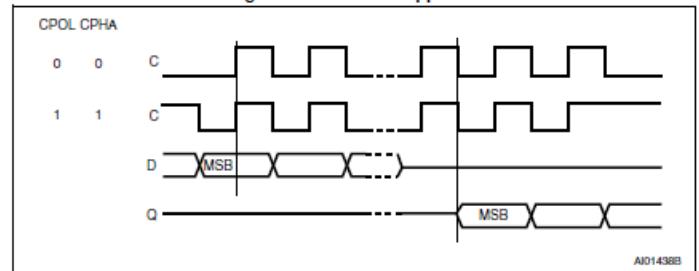 CPOL CPHA
0 0 C
1 1 C
D MSB
Q MSB
AI01438B